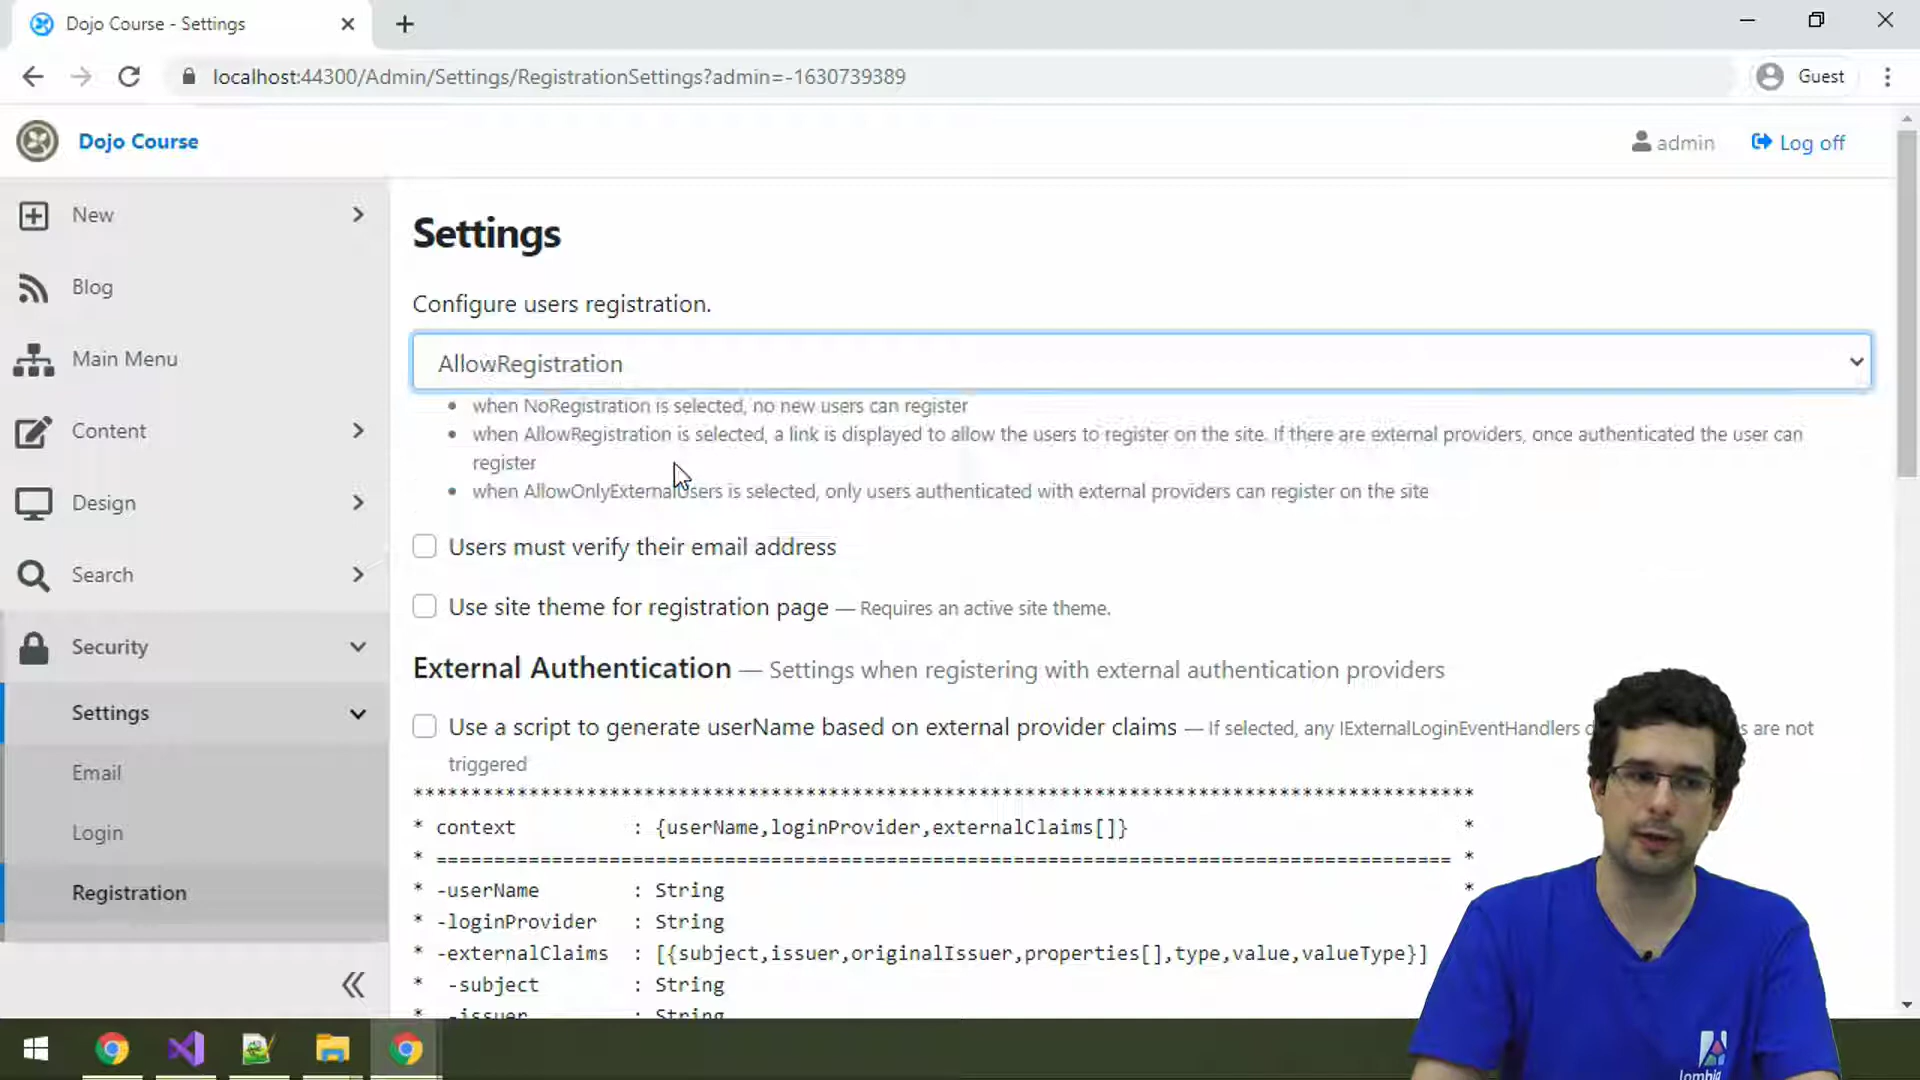 Dojo Course - Settings
localhost:44300/Admin/Settings/RegistrationSettings?admin=-1630739389
Guest
Dojo Course
admin
Log off
New
Blog
Main Menu
Content
Design
Search
Security
Settings
Email
Login
Registration
Settings
Configure users registration.
AllowRegistration
when NoRegistration is selected, no new users can register
when AllowRegistration is selected, a link is displayed to allow the users to register on the site. If there are external providers, once authenticated the user can
register
when AllowOnlyExternalUsers is selected, only users authenticated with external providers can register on the site
Users must verify their email address
Use site theme for registration page — Requires an active site theme.
External Authentication — Settings when registering with external authentication providers
Use a script to generate userName based on external provider claims — If selected, any IExternalLoginEventHandlers are not
triggered
*********************************************************************************************
* context : {userName,loginProvider,externalClaims[]} *
* ========================================================================================= *
* -userName : String *
* -loginProvider : String
* -externalClaims : [{subject,issuer,originalIssuer,properties[],type,value,valueType}]
* -subject : String
* -issuer : String
lombiq